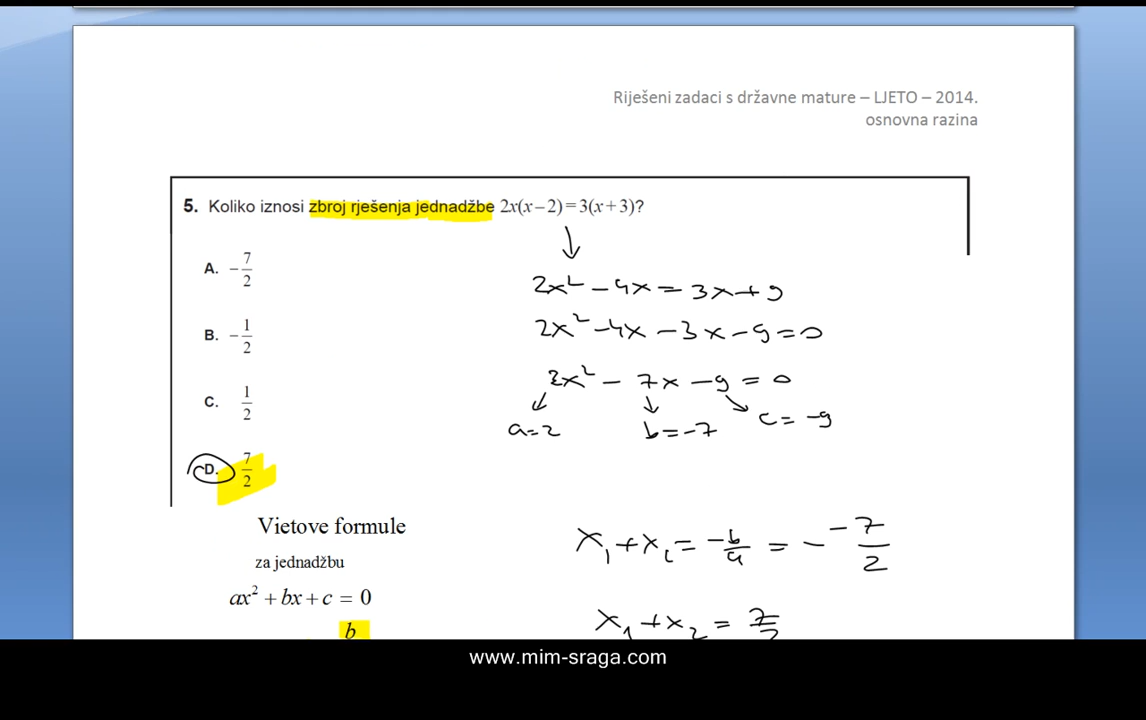 Riješeni zadaci s državne mature – LJETO – 2014.
osnovna razina
5. Koliko iznosi zbroj rješenja jednadžbe 2x(x−2)=3(x+3)?
A. −7/2
B. −1/2
C. 1/2
D. 7/2
2x² − 4x = 3x + 9
2x² − 4x − 3x − 9 = 0
2x² − 7x − 9 = 0
a=2 b=−7 c=−9
Vietove formule
za jednadžbu
ax² + bx + c = 0
b
x₁ + x₂ = −b/a = − −7/2
x₁ + x₂ = 7/2
www.mim-sraga.com